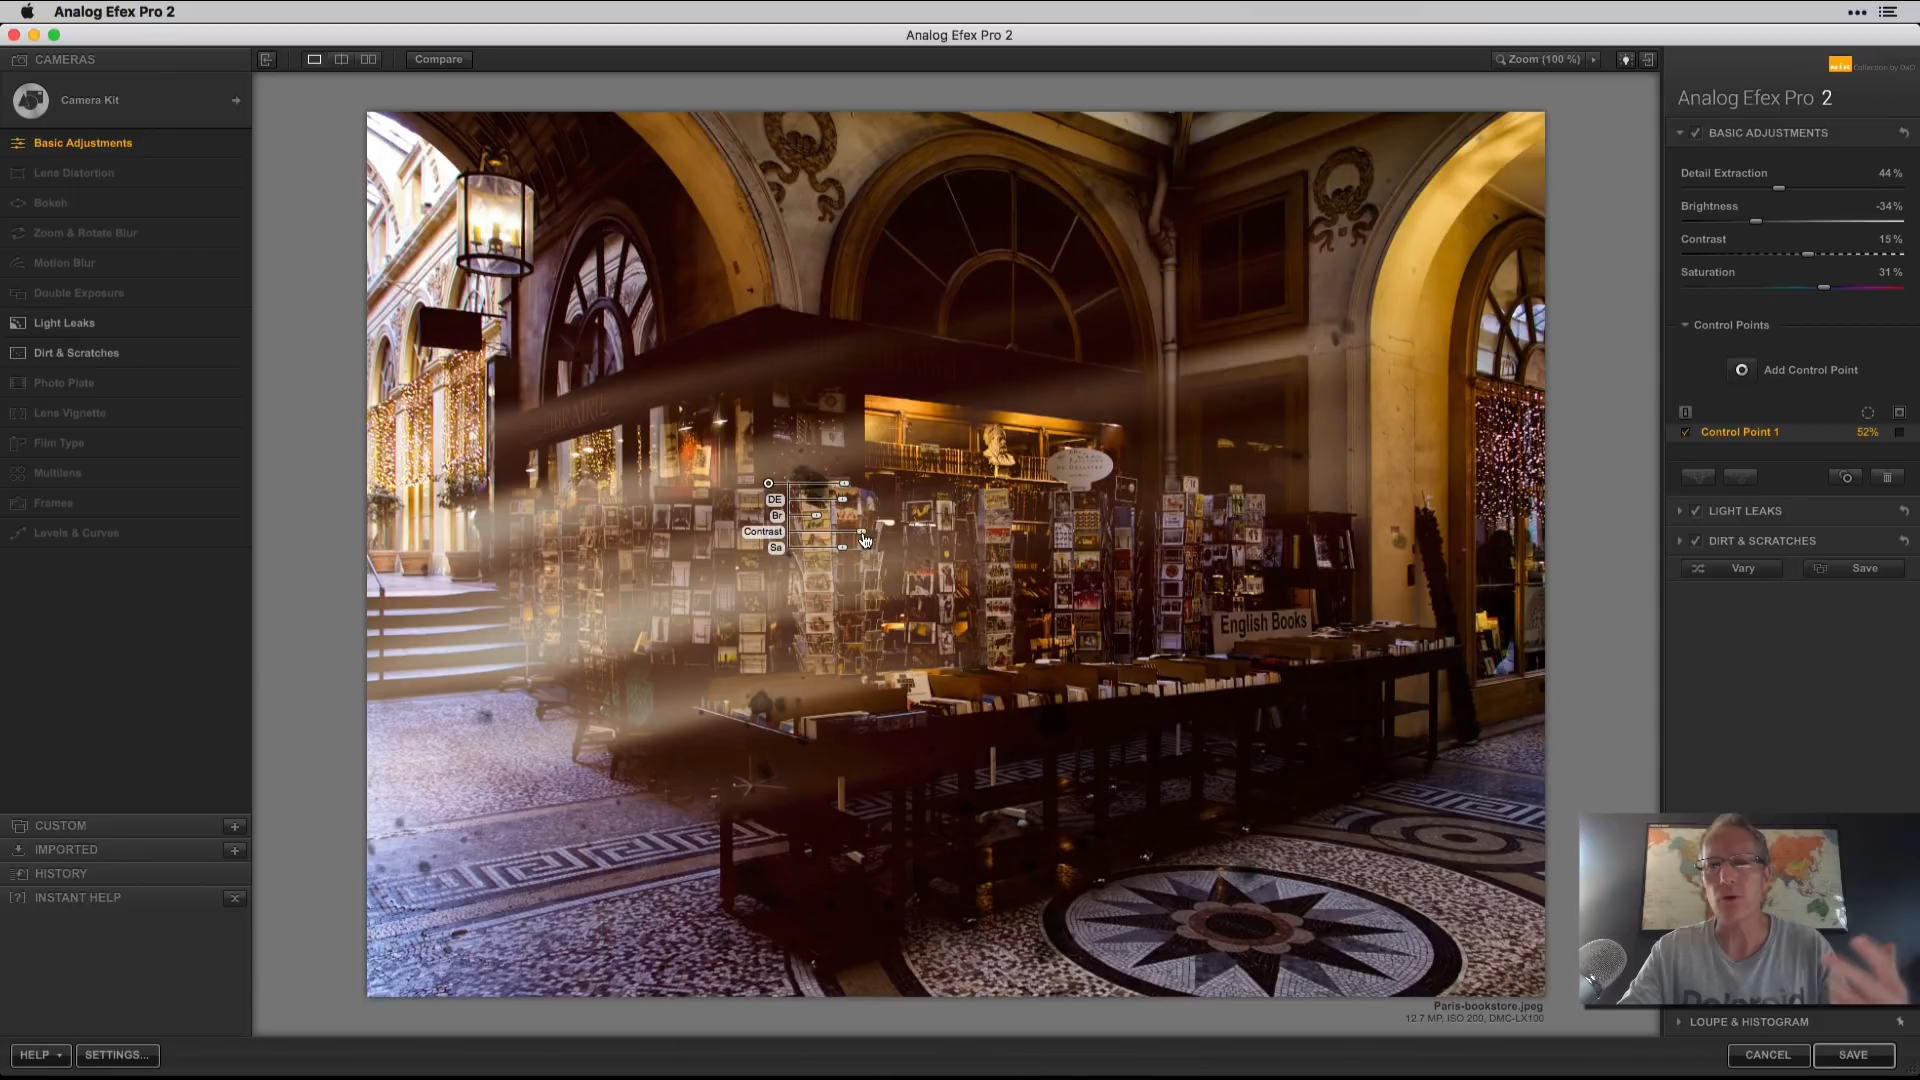 Analog Efex Pro 2
Analog Efex Pro 2
CAMERAS
Compare
Zoom (100 %)
Collection by DxO
Camera Kit
Analog Efex Pro 2
Basic Adjustments
BASIC ADJUSTMENTS
Lens Distortion
Detail Extraction 44 %
Bokeh
Brightness -34 %
Zoom & Rotate Blur
Contrast 15 %
Motion Blur
Saturation 31 %
Double Exposure
Light Leaks
Control Points
Dirt & Scratches
Add Control Point
Photo Plate
Lens Vignette
Control Point 1 52%
Film Type
Multilens
Frames
Levels & Curves
LIGHT LEAKS
DIRT & SCRATCHES
Vary
Save
DE
Br
Contrast
Sa
LIBRAIRIE
English Books
CUSTOM
IMPORTED
HISTORY
INSTANT HELP
Paris-bookstore.jpeg
12.7 MP, ISO 200, DMC-LX100
Polaroid
LOUPE & HISTOGRAM
HELP
SETTINGS...
CANCEL
SAVE